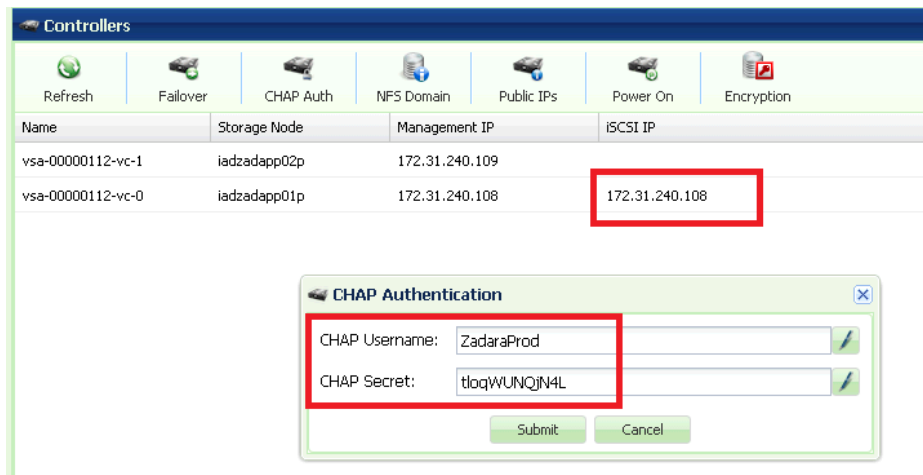 Controllers
Refresh Failover CHAP Auth NFS Domain Public IPs Power On Encryption
Name Storage Node Management IP iSCSI IP
vsa-00000112-vc-1 iadzadapp02p 172.31.240.109
vsa-00000112-vc-0 iadzadapp01p 172.31.240.108 172.31.240.108
CHAP Authentication
CHAP Username: ZadaraProd
CHAP Secret: tloqWUNQjN4L
Submit Cancel